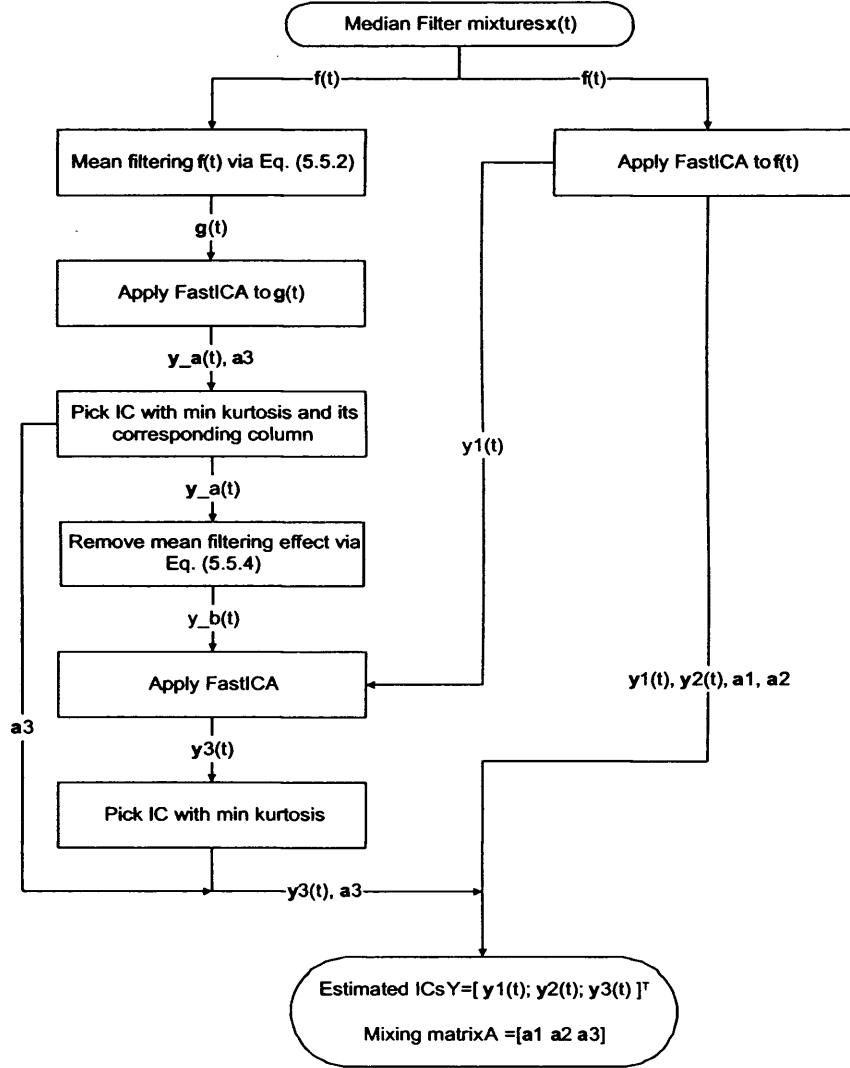 Median Filter mixturesx(t)
f(t)
f(t)
Mean filtering f(t) via Eq. (5.5.2)
Apply FastICA to f(t)
g(t)
Apply FastICA to g(t)
y_a(t), a3
Pick IC with min kurtosis and its
corresponding column
y1(t)
y_a(t)
Remove mean filtering effect via
Eq. (5.5.4)
y_b(t)
Apply FastICA
y1(t), y2(t), a1, a2
a3
y3(t)
Pick IC with min kurtosis
y3(t), a3
Estimated ICsY=[ y1(t); y2(t); y3(t) ]ᵀ
Mixing matrixA =[a1 a2 a3]